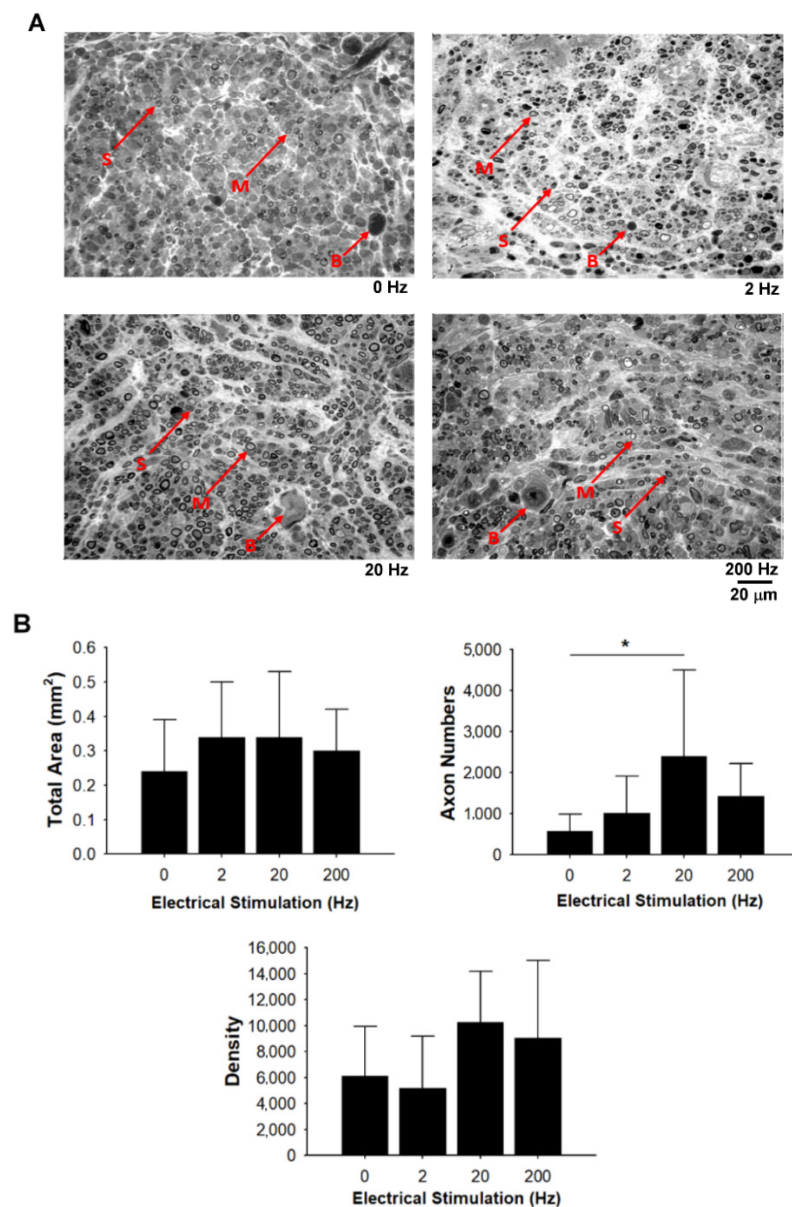 A
S
M
B
0 Hz
M
S
B
2 Hz
S
M
B
20 Hz
M
S
B
200 Hz
20 μm
B
Total Area (mm²)
0.6
0.5
0.4
0.3
0.2
0.1
0.0
0 2 20 200
Electrical Stimulation (Hz)
Axon Numbers
5,000
4,000
3,000
2,000
1.000
0
*
0 2 20 200
Electrical Stimulation (Hz)
Density
16,000
14,000
12,000
10,000
8,000
6,000
4,000
2,000
0
0 2 20 200
Electrical Stimulation (Hz)